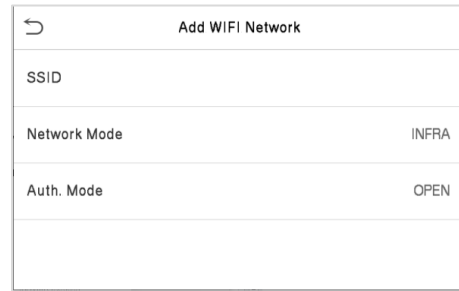 Add WIFI Network
SSID
Network Mode INFRA
Auth. Mode OPEN